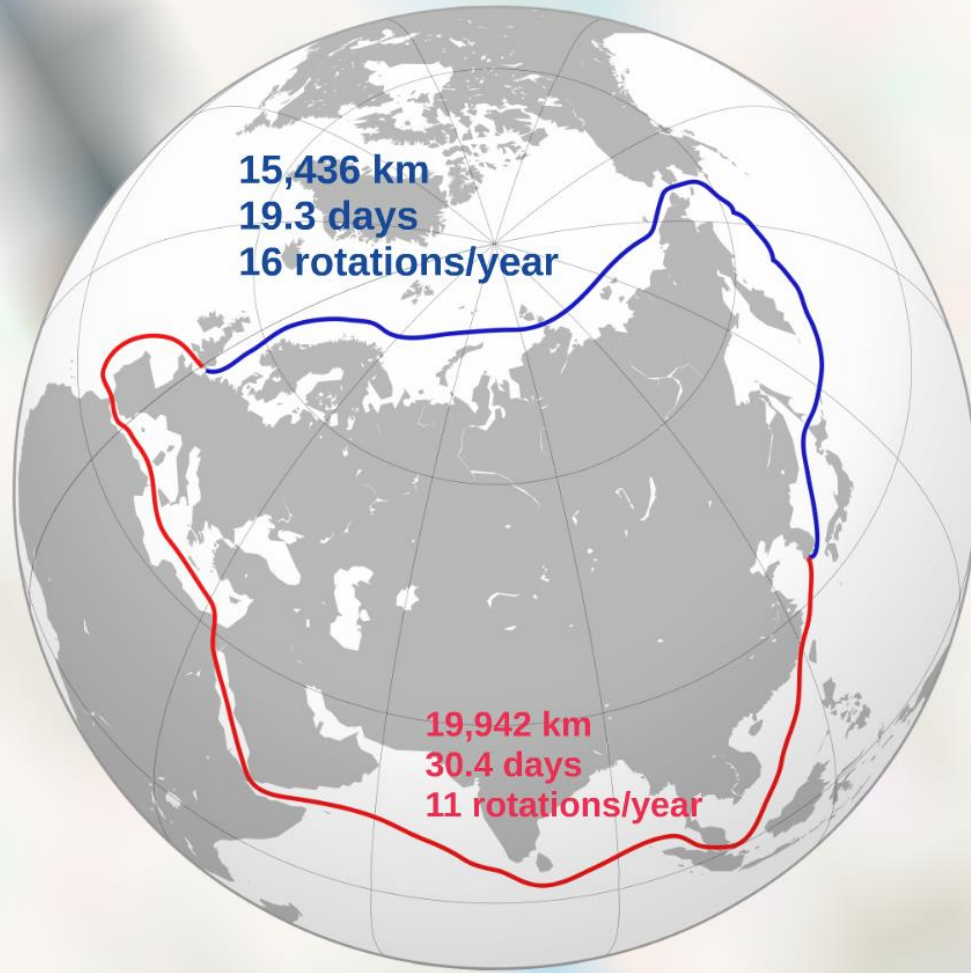 15,436 km
19.3 days
16 rotations/year
19,942 km
30.4 days
11 rotations/year